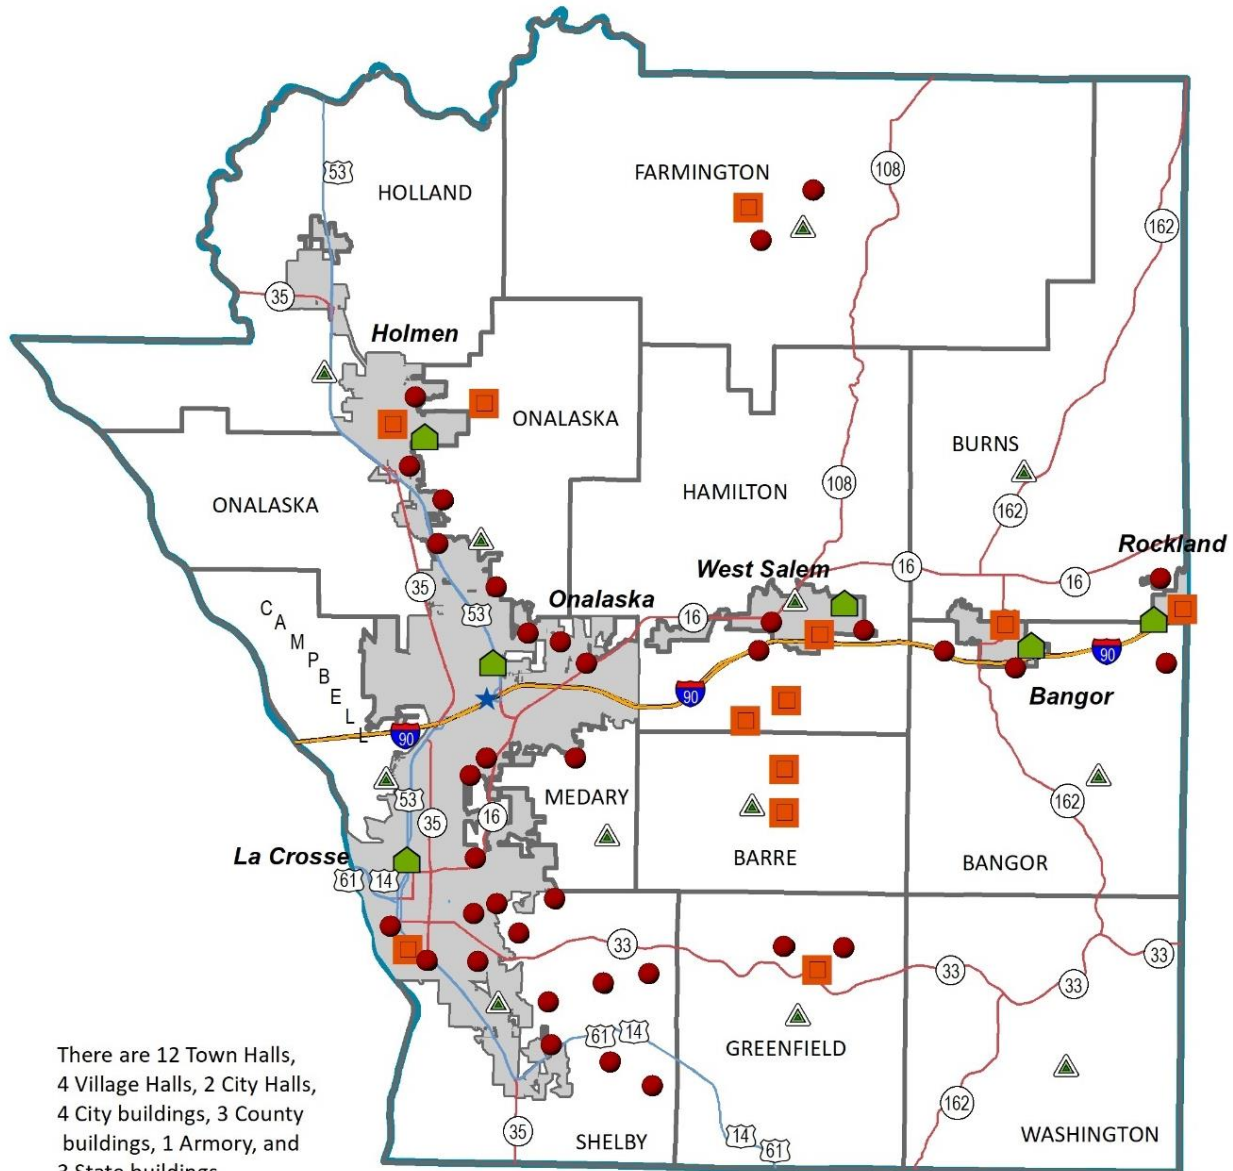 53
HOLLAND
FARMINGTON
108
162
35
Holmen
ONALASKA
BURNS
ONALASKA
HAMILTON
108
162
Rockland
West Salem
16
16
35
53
Onalaska
16
CAMPBELL
90
90
90
Bangor
53
MEDARY
162
35
16
La Crosse
BARRE
BANGOR
61
14
33
33
33
33
61
14
GREENFIELD
162
There are 12 Town Halls,
4 Village Halls, 2 City Halls,
4 City buildings, 3 County
buildings, 1 Armory, and
3 State buildings
35
SHELBY
14
61
WASHINGTON